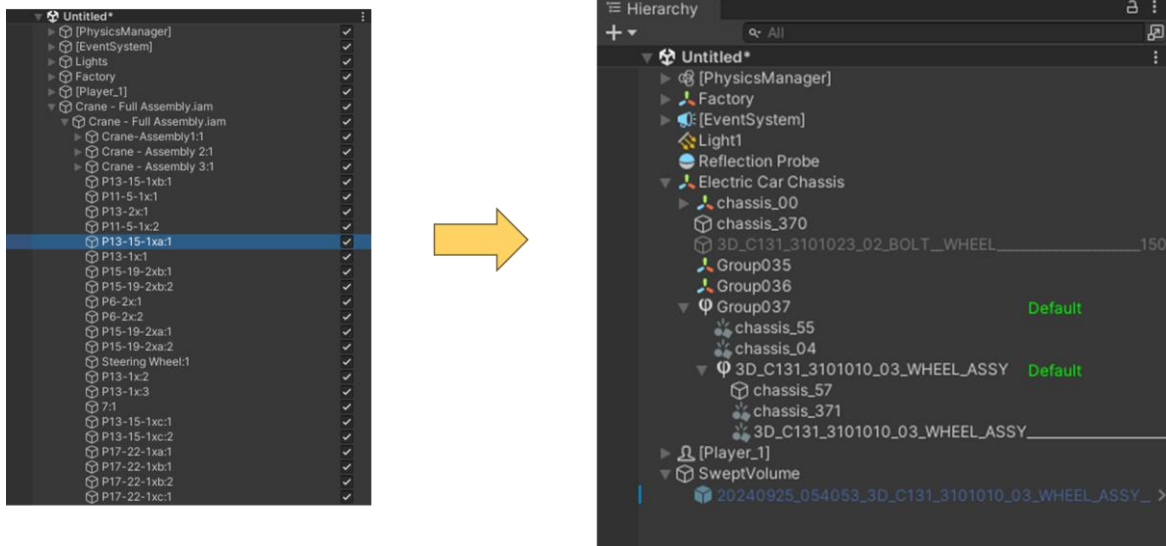 Untitled*
[PhysicsManager]
[EventSystem]
Lights
Factory
[Player_1]
Crane - Full Assembly.iam
Crane - Full Assembly.iam
Crane-Assembly1:1
Crane - Assembly 2:1
Crane - Assembly 3:1
P13-15-1xb:1
P11-5-1x:1
P13-2x:1
P11-5-1x:2
P13-15-1xa:1
P13-1x:1
P15-19-2xb:1
P15-19-2xb:2
P6-2x:1
P6-2x:2
P15-19-2xa:1
P15-19-2xa:2
Steering Wheel:1
P13-1x:2
P13-1x:3
7:1
P13-15-1xc:1
P13-15-1xc:2
P17-22-1xa:1
P17-22-1xb:1
P17-22-1xb:2
P17-22-1xc:1
Hierarchy
All
Untitled*
[PhysicsManager]
Factory
[EventSystem]
Light1
Reflection Probe
Electric Car Chassis
chassis_00
chassis_370
3D_C131_3101023_02_BOLT__WHEEL____________________150
Group035
Group036
Group037 Default
chassis_55
chassis_04
3D_C131_3101010_03_WHEEL_ASSY Default
chassis_57
chassis_371
3D_C131_3101010_03_WHEEL_ASSY____________________
[Player_1]
SweptVolume
20240925_054053_3D_C131_3101010_03_WHEEL_ASSY_